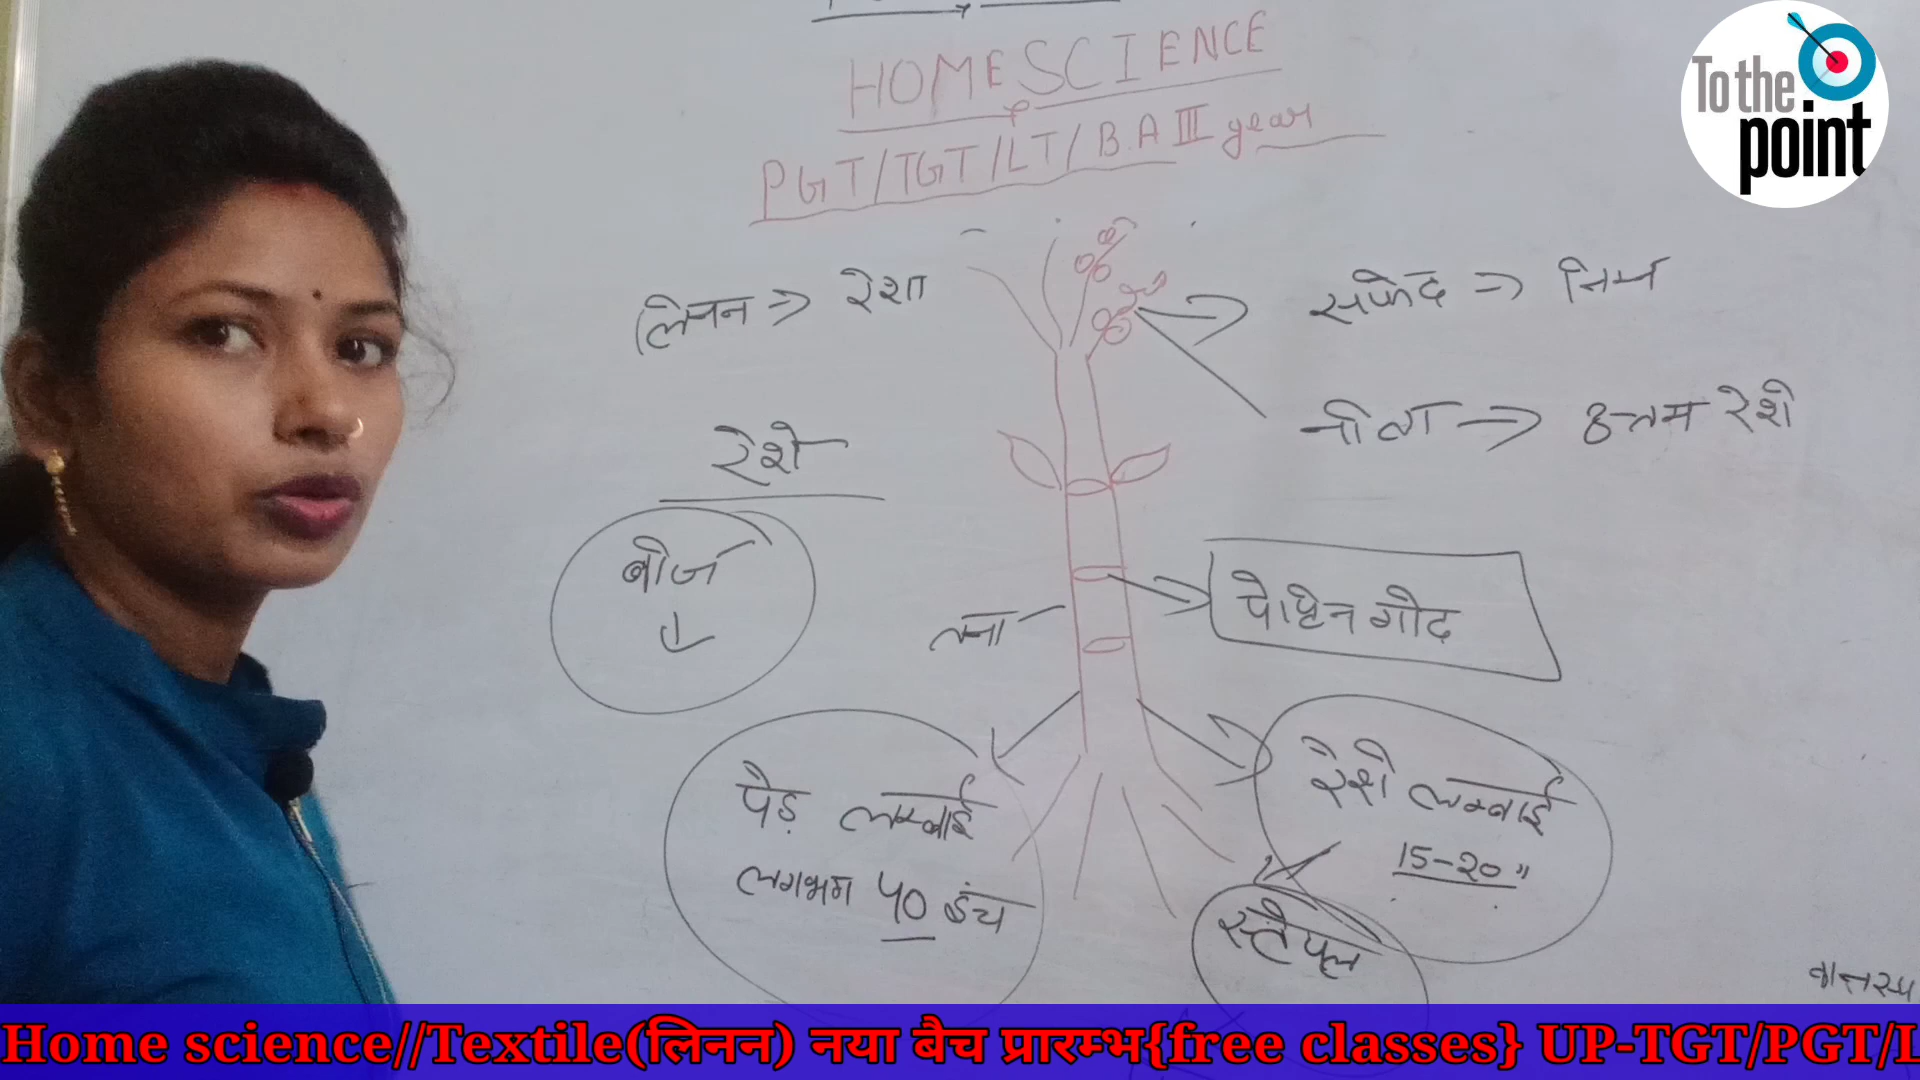 HOME SCIENCE
PGT/TGT/LT/B.A III year
To the
point
लिनन ⇒ रेशा
सफेद ⇒ निम्न
नीला → उत्तम रेशे
रेशे
बीज
तना
पेक्टिन गोंद
पेड़ लम्बाई
लगभग 40 इंच
रेशे लम्बाई
15-20"
स्टेपल
Home science//Textile(लिनन) नया बैच प्रारम्भ{free classes} UP-TGT/PGT/L